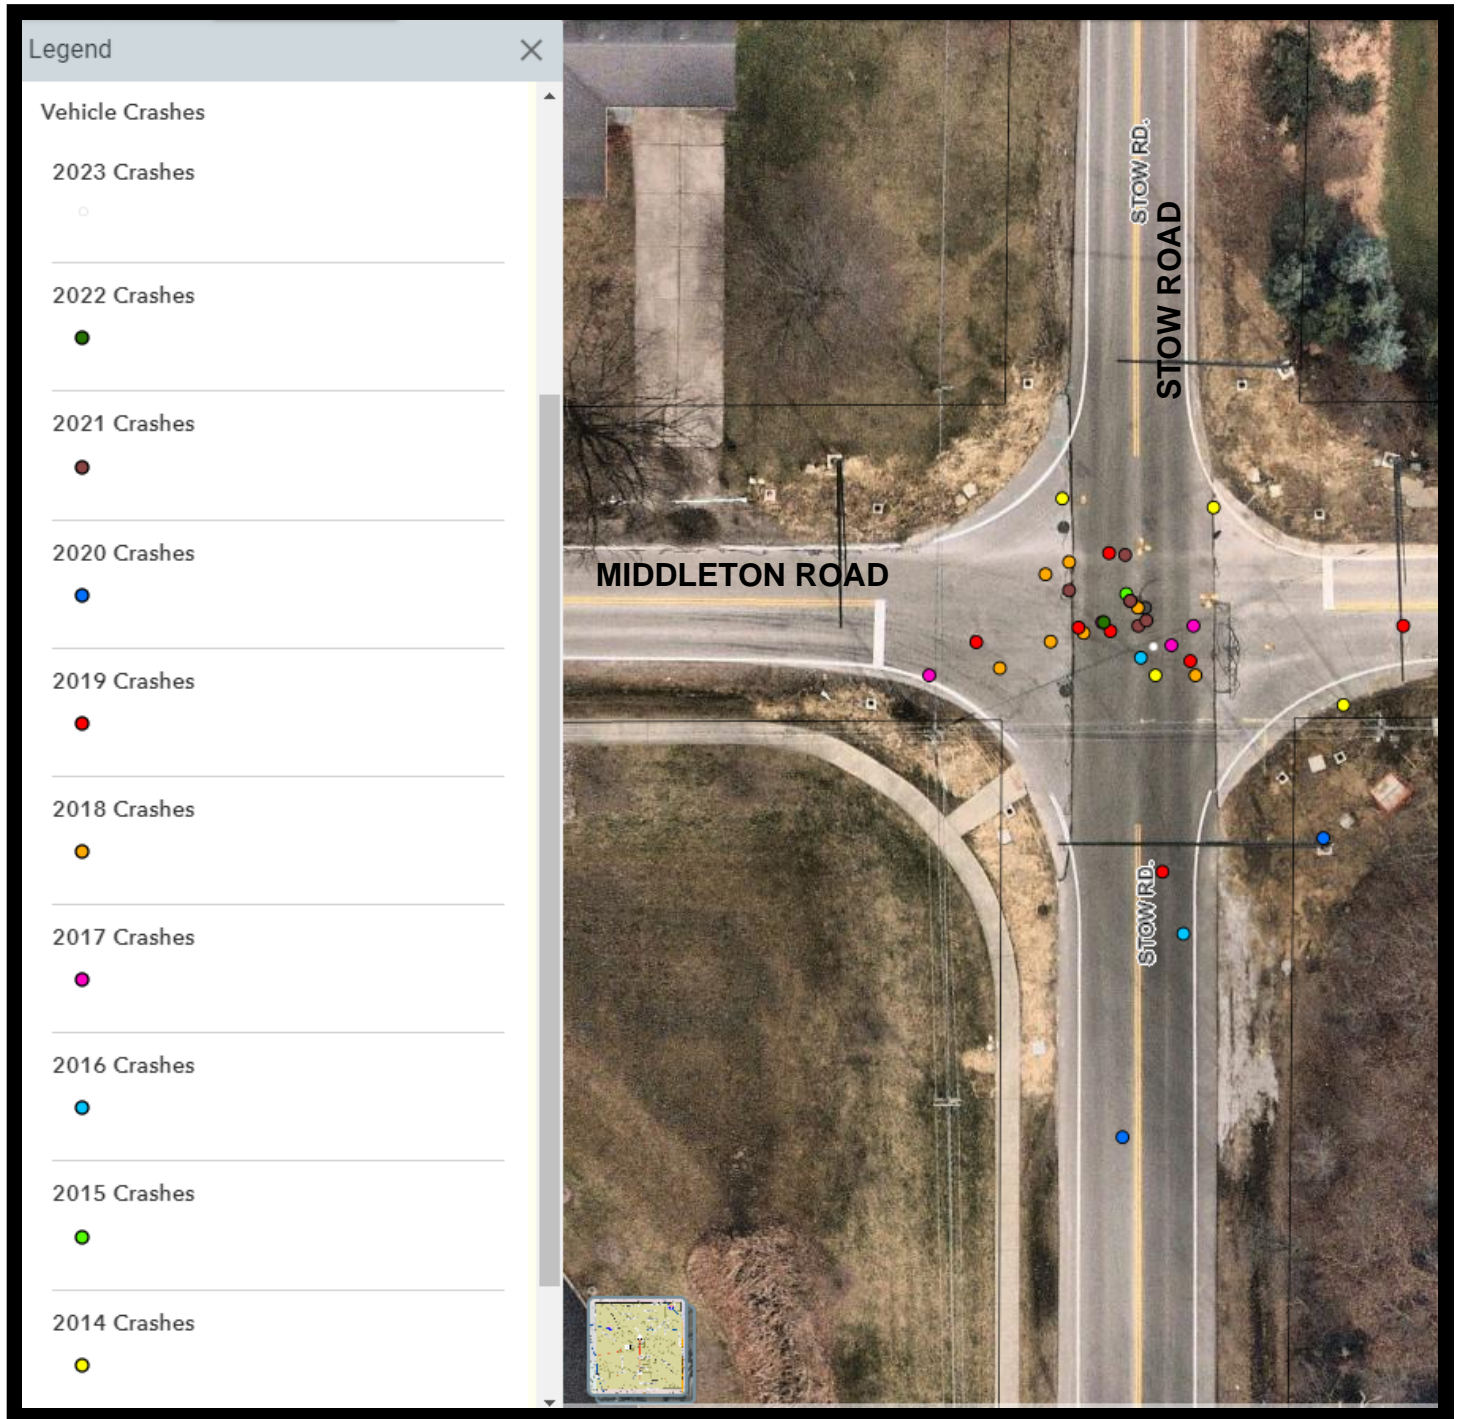 Legend
Vehicle Crashes
2023 Crashes
2022 Crashes
2021 Crashes
2020 Crashes
2019 Crashes
2018 Crashes
2017 Crashes
2016 Crashes
2015 Crashes
2014 Crashes
STOW RD.
STOW ROAD
MIDDLETON ROAD
STOW RD.